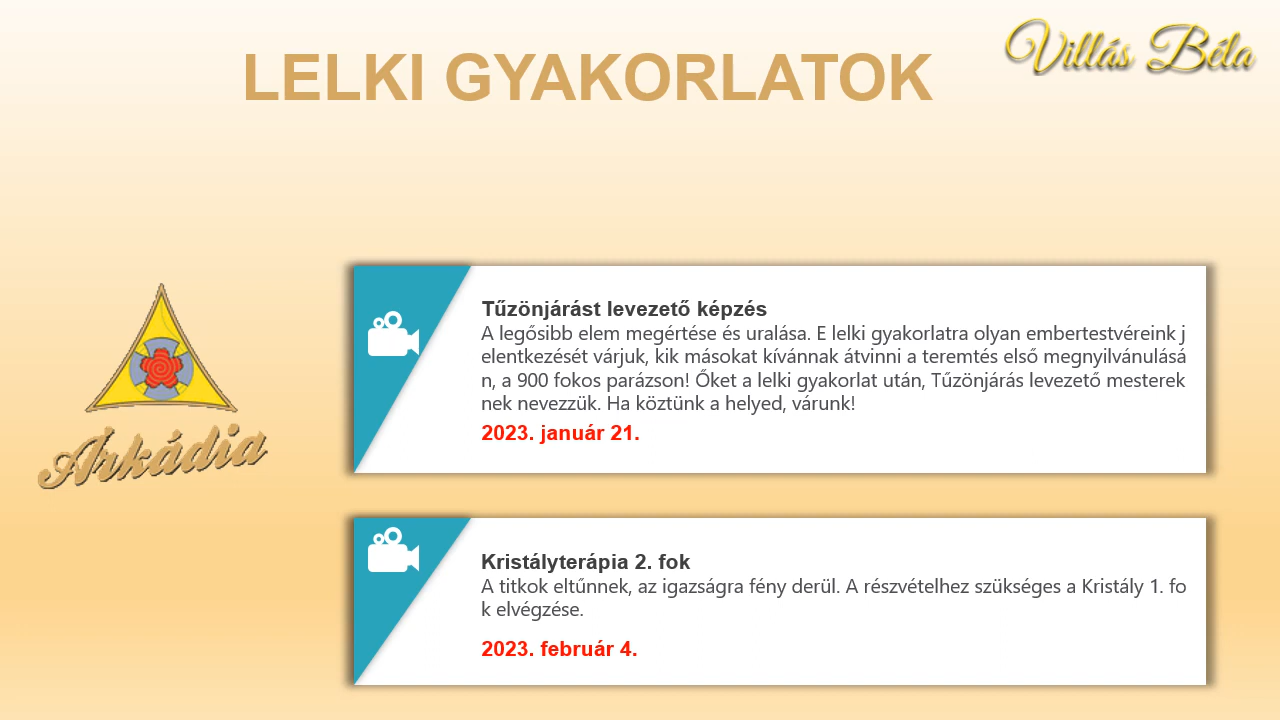 LELKI GYAKORLATOK
Villás Béla
Arkádia
Tűzönjárást levezető képzés
A legősibb elem megértése és uralása. E lelki gyakorlatra olyan embertestvéreink j
elentkezését várjuk, kik másokat kívánnak átvinni a teremtés első megnyilvánulásá
n, a 900 fokos parázson! Őket a lelki gyakorlat után, Tűzönjárás levezető mesterek
nek nevezzük. Ha köztünk a helyed, várunk!
2023. január 21.
Kristályterápia 2. fok
A titkok eltűnnek, az igazságra fény derül. A részvételhez szükséges a Kristály 1. fo
k elvégzése.
2023. február 4.